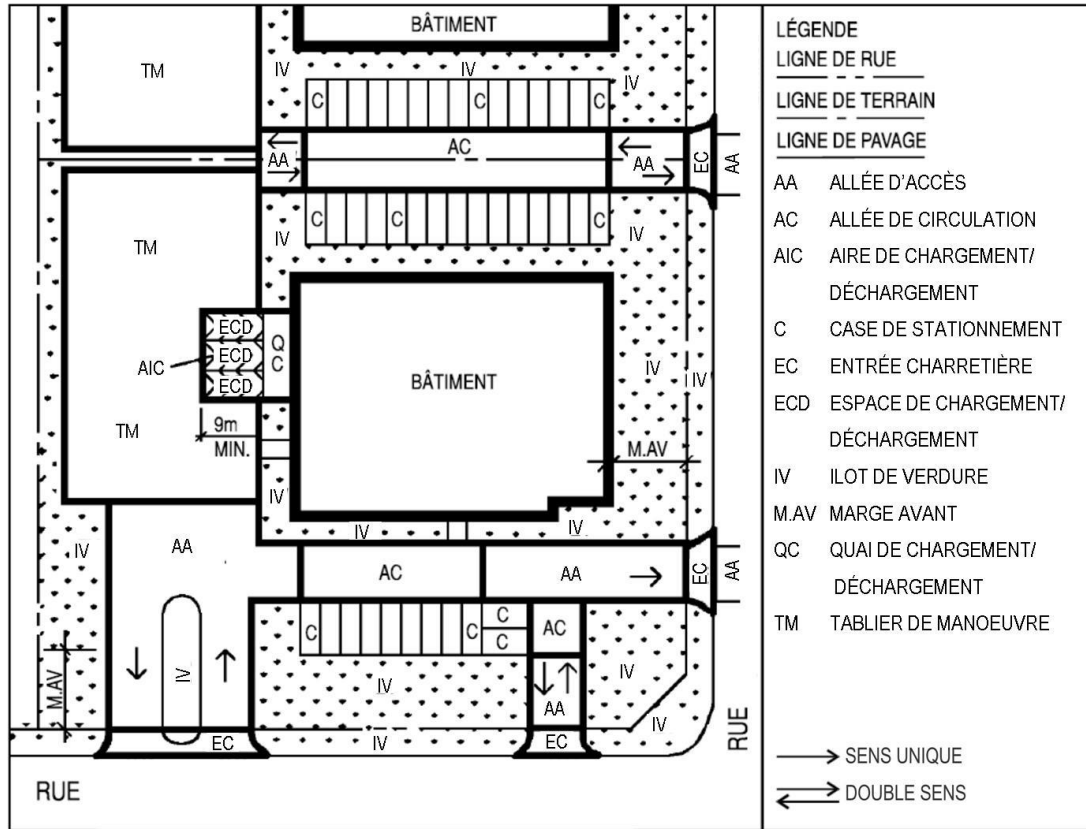 BÂTIMENT
TM
IV
IV
IV
C
C
C
AC
AA
AA
EC
AA
C
C
C
IV
IV
TM
ECD
ECD
ECD
Q
C
AIC
BÂTIMENT
IV
IV
TM
9m
MIN.
M.AV
IV
IV
IV
IV
AA
AC
AA
EC
AA
C
C
C
C
AC
IV
IV
M.AV
IV
IV
AA
IV
EC
IV
EC
RUE
RUE
LÉGENDE
LIGNE DE RUE
LIGNE DE TERRAIN
LIGNE DE PAVAGE
AA ALLÉE D'ACCÈS
AC ALLÉE DE CIRCULATION
AIC AIRE DE CHARGEMENT/
DÉCHARGEMENT
C CASE DE STATIONNEMENT
EC ENTRÉE CHARRETIÈRE
ECD ESPACE DE CHARGEMENT/
DÉCHARGEMENT
IV ILOT DE VERDURE
M.AV MARGE AVANT
QC QUAI DE CHARGEMENT/
DÉCHARGEMENT
TM TABLIER DE MANOEUVRE
SENS UNIQUE
DOUBLE SENS